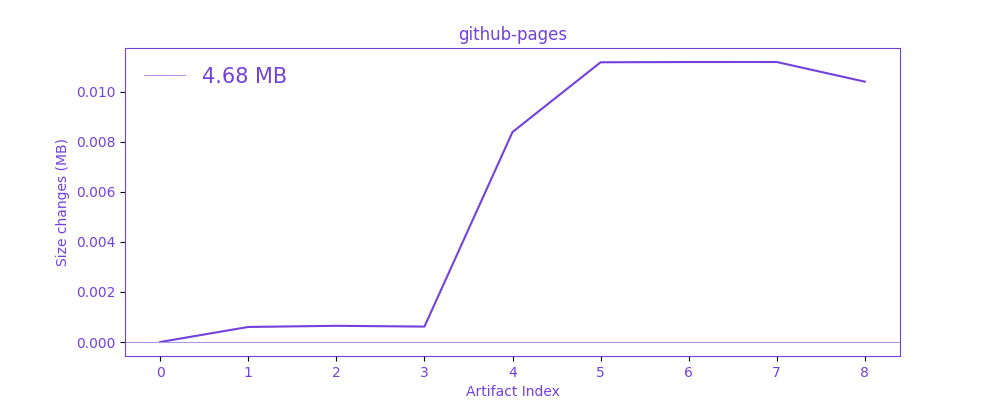 github-pages
4.68 MB
0.010
0.008
0.006
0.004
0.002
0.000
Size changes (MB)
0 1 2 3 4 5 6 7 8
Artifact Index